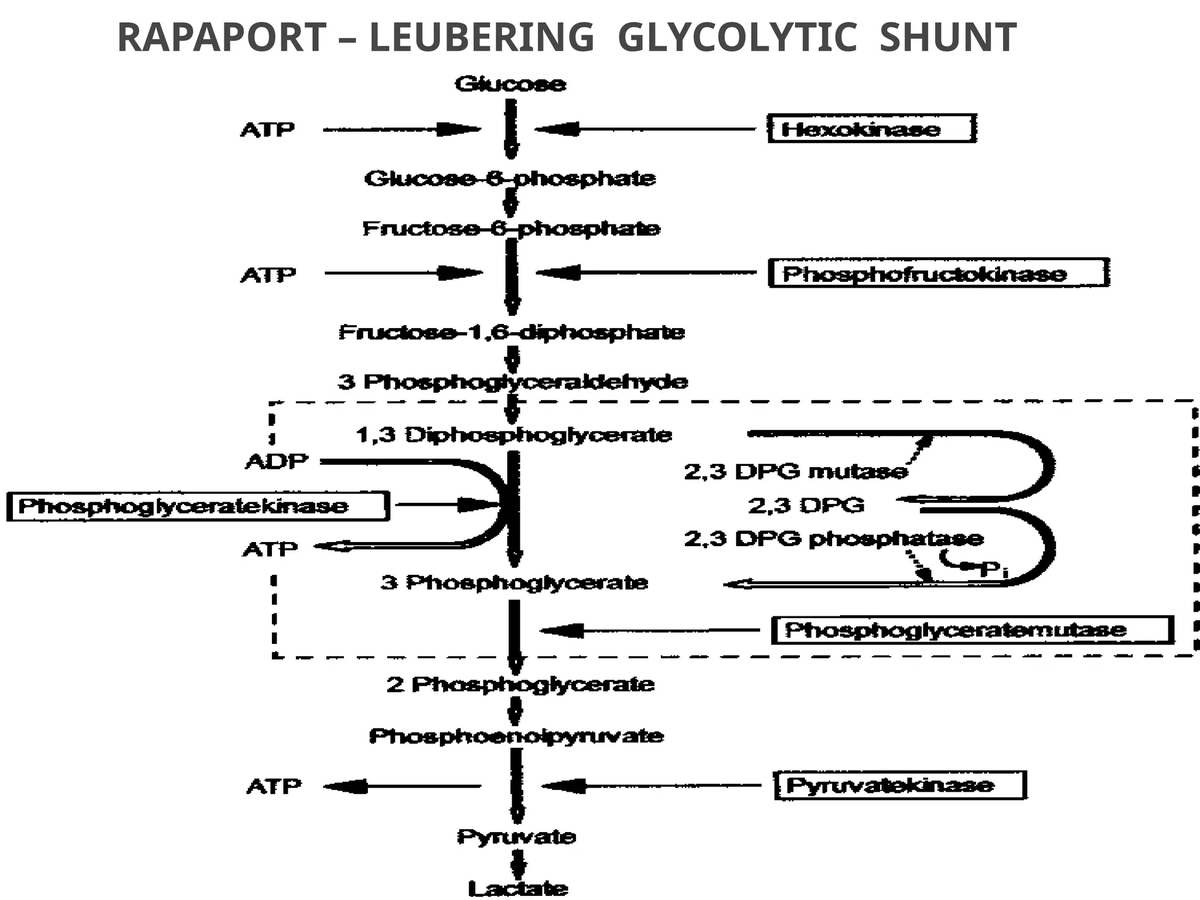 RAPAPORT – LEUBERING GLYCOLYTIC SHUNT
Glucose
ATP
Hexokinase
Glucose-6-phosphate
Fructose-6-phosphate
ATP
Phosphofructokinase
Fructose-1,6-diphosphate
3 Phosphoglyceraldehyde
1,3 Diphosphoglycerate
ADP
2,3 DPG mutase
Phosphoglyceratekinase
2,3 DPG
ATP
2,3 DPG phosphatase
Pi
3 Phosphoglycerate
Phosphoglyceratemutase
2 Phosphoglycerate
Phosphoenolpyruvate
ATP
Pyruvatekinase
Pyruvate
Lactate